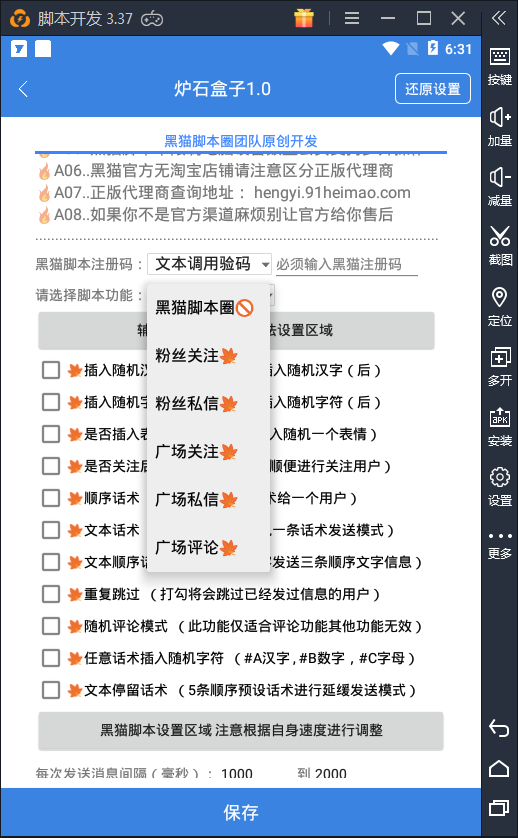 脚本开发 3.37
6:31
炉石盒子1.0
还原设置
黑猫脚本圈团队原创开发
A06..黑猫官方无淘宝店铺请注意区分正版代理商
A07..正版代理商查询地址： hengyi.91heimao.com
A08..如果你不是官方渠道麻烦别让官方给你售后
黑猫脚本注册码： 文本调用验码 必须输入黑猫注册码
请选择脚本功能：
黑猫脚本圈
粉丝关注
粉丝私信
广场关注
广场私信
广场评论
辅 法设置区域
插入随机汉 插入随机汉字（后）
插入随机字 插入随机字符（后）
是否插入表 入随机一个表情）
是否关注后 顺便进行关注用户）
顺序话术 术给一个用户）
文本话术 一条话术发送模式）
文本顺序话 发送三条顺序文字信息）
重复跳过 （打勾将会跳过已经发过信息的用户）
随机评论模式 （此功能仅适合评论功能其他功能无效）
任意话术插入随机字符 （#A汉字,#B数字，#C字母）
文本停留话术 （5条顺序预设话术进行延缓发送模式）
黑猫脚本设置区域 注意根据自身速度进行调整
每次发送消息间隔（毫秒）： 1000 到 2000
保存
按键
加量
减量
截图
定位
多开
APK
安装
设置
更多